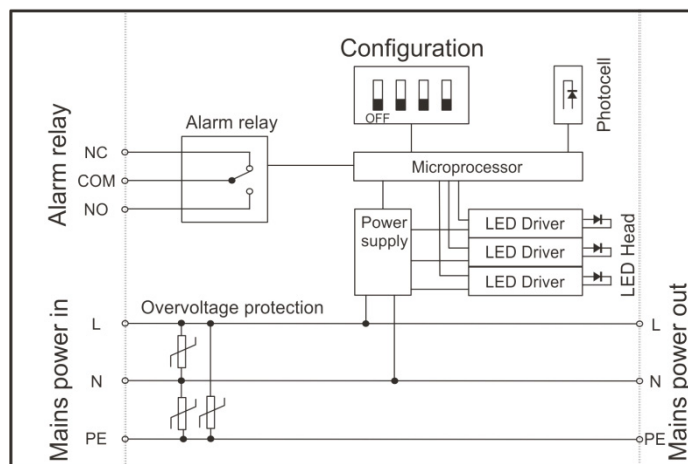 Configuration
OFF
Photocell
Alarm relay
Alarm relay
NC
COM
NO
Microprocessor
Power
supply
LED Driver
LED Driver
LED Driver
LED Head
Overvoltage protection
Mains power in
L
N
PE
Mains power out
L
N
PE